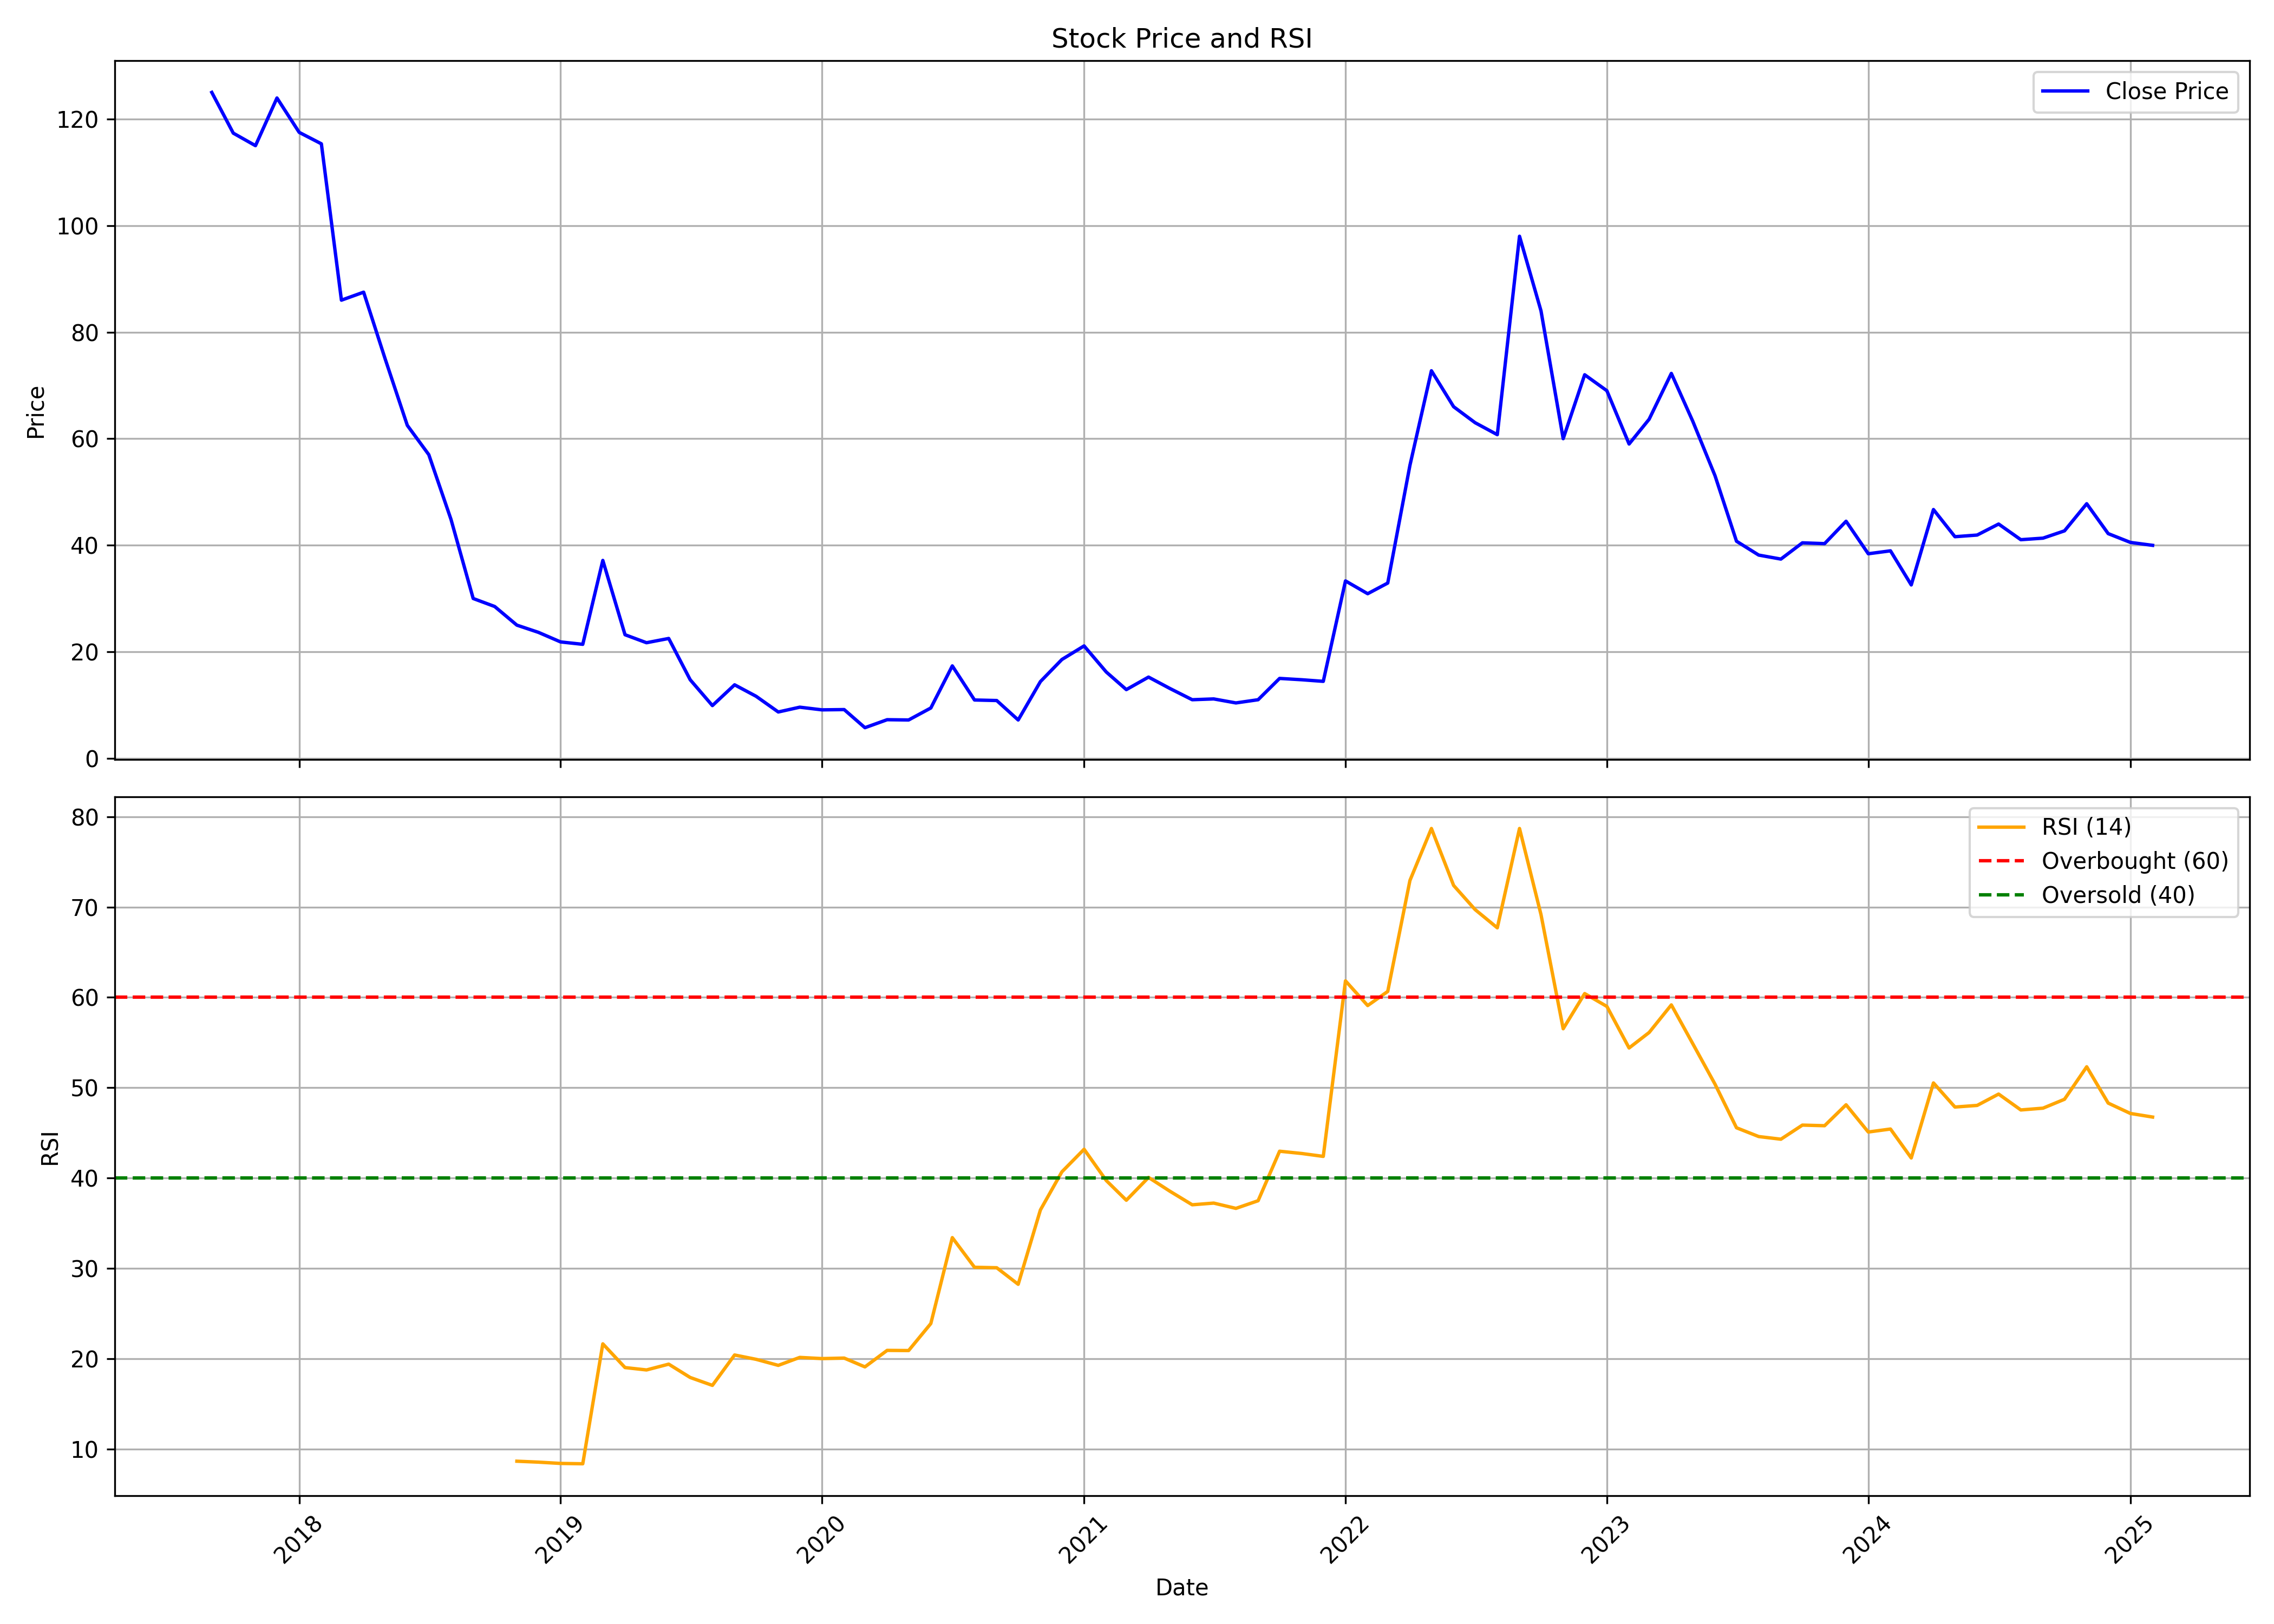 Stock Price and RSI
Close Price
120
100
80
60
40
20
0
Price
RSI (14)
Overbought (60)
Oversold (40)
80
70
60
50
40
30
20
10
RSI
2018
2019
2020
2021
2022
2023
2024
2025
Date